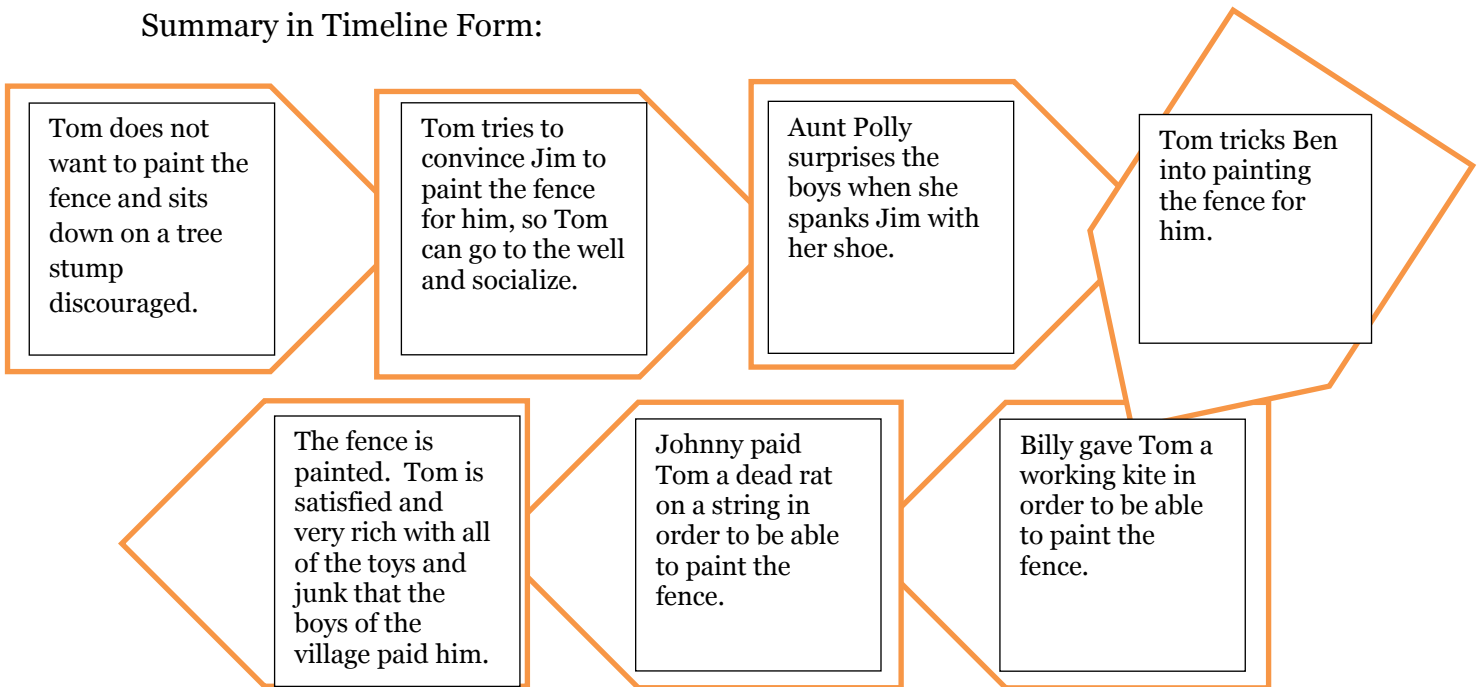 Summary in Timeline Form:
Tom does not
want to paint the
fence and sits
down on a tree
stump
discouraged.
Tom tries to
convince Jim to
paint the fence
for him, so Tom
can go to the well
and socialize.
Aunt Polly
surprises the
boys when she
spanks Jim with
her shoe.
Tom tricks Ben
into painting
the fence for
him.
Billy gave Tom a
working kite in
order to be able
to paint the
fence.
Johnny paid
Tom a dead rat
on a string in
order to be able
to paint the
fence.
The fence is
painted.  Tom is
satisfied and
very rich with all
of the toys and
junk that the
boys of the
village paid him.